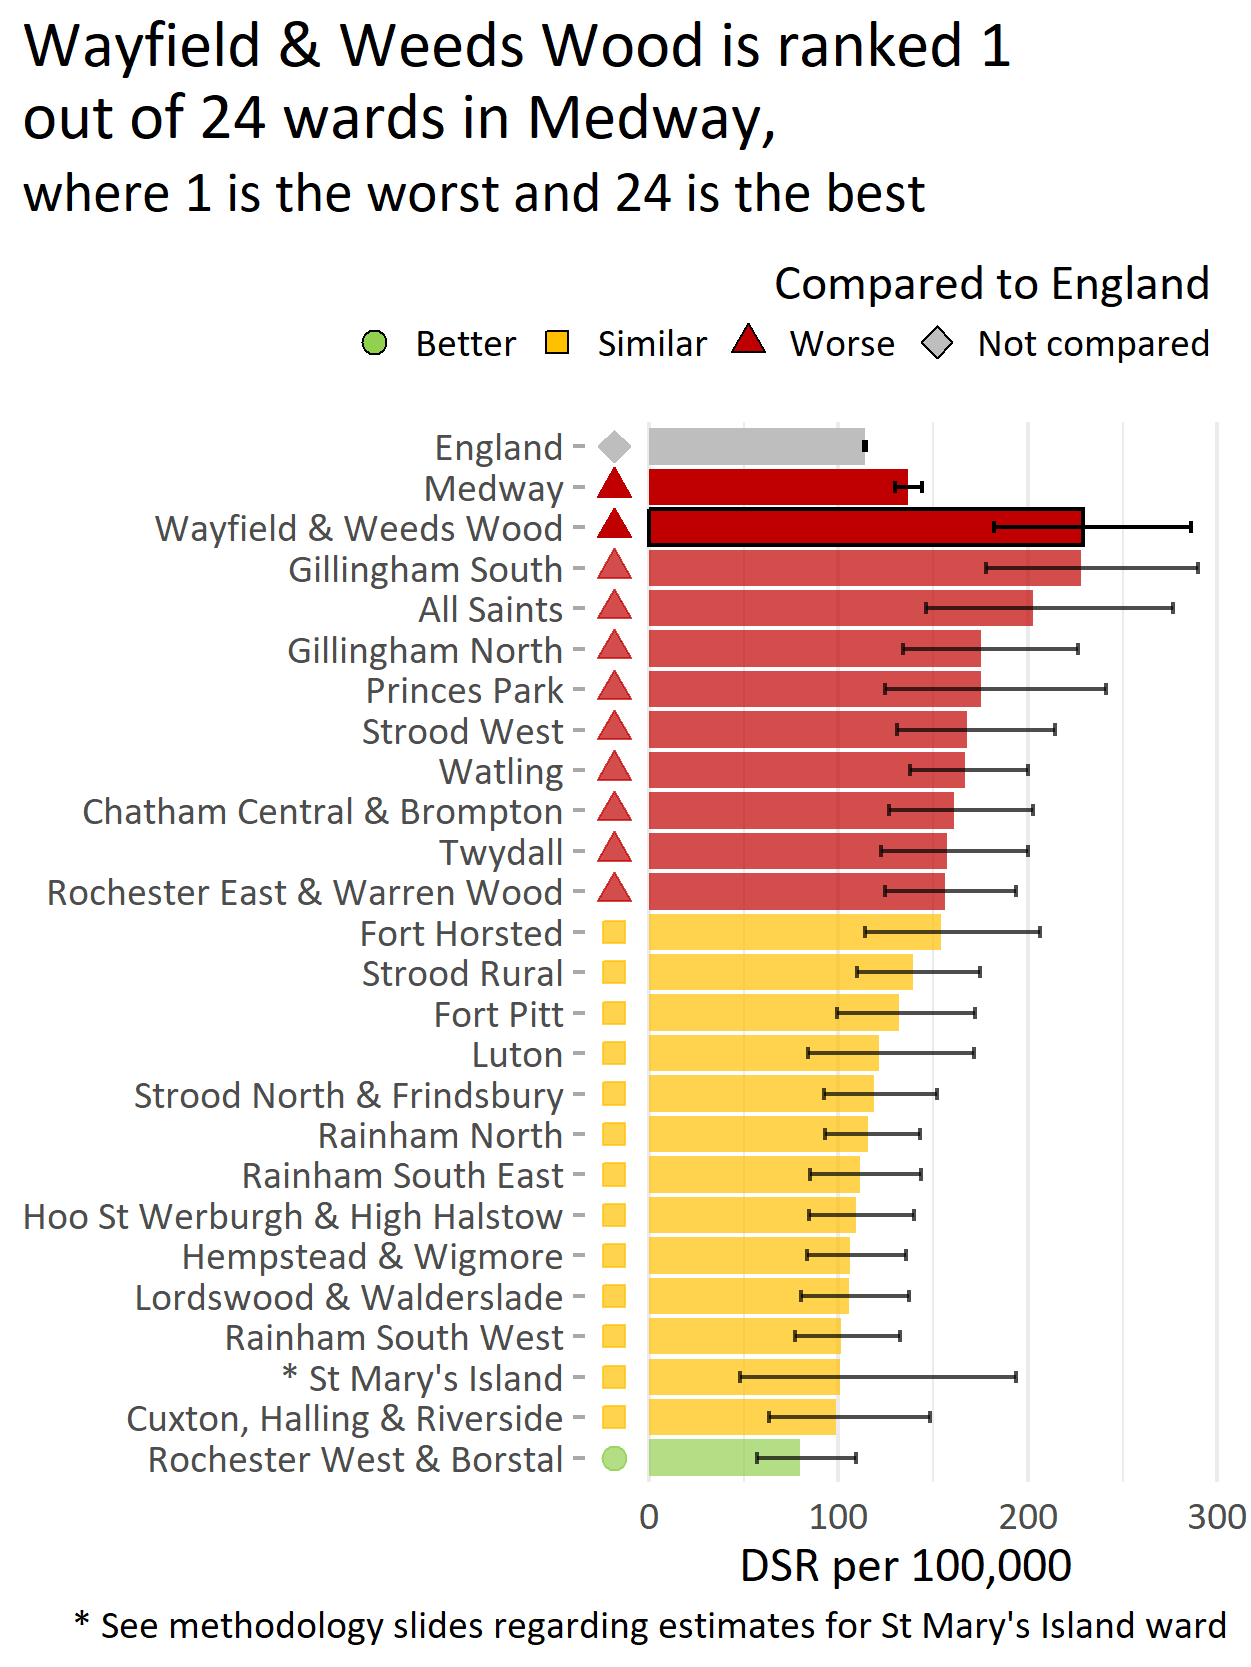 Wayfield & Weeds Wood is ranked 1
out of 24 wards in Medway,
where 1 is the worst and 24 is the best
Compared to England
Better Similar Worse Not compared
England
Medway
Wayfield & Weeds Wood
Gillingham South
All Saints
Gillingham North
Princes Park
Strood West
Watling
Chatham Central & Brompton
Twydall
Rochester East & Warren Wood
Fort Horsted
Strood Rural
Fort Pitt
Luton
Strood North & Frindsbury
Rainham North
Rainham South East
Hoo St Werburgh & High Halstow
Hempstead & Wigmore
Lordswood & Walderslade
Rainham South West
* St Mary's Island
Cuxton, Halling & Riverside
Rochester West & Borstal
0 100 200 300
DSR per 100,000
* See methodology slides regarding estimates for St Mary's Island ward